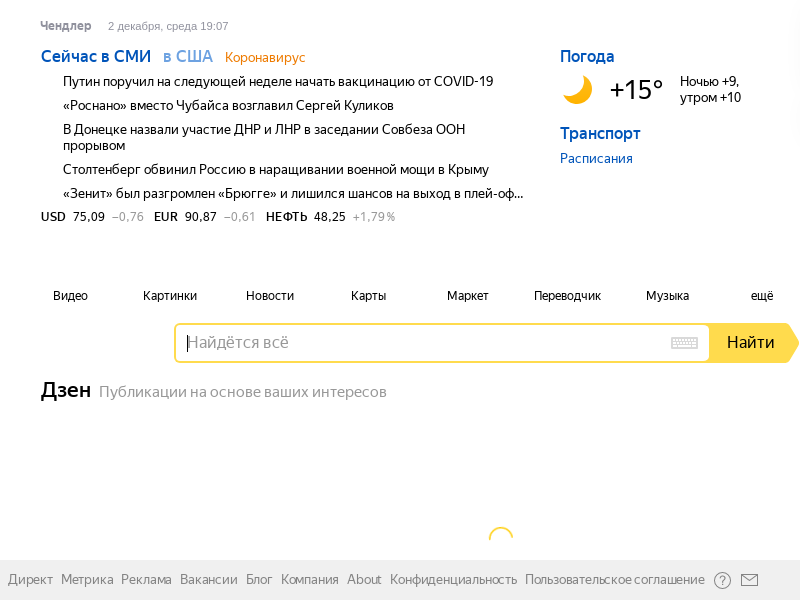 Чендлер 2 декабря, среда 19:07
Сейчас в СМИ в США Коронавирус
Путин поручил на следующей неделе начать вакцинацию от COVID-19
«Роснано» вместо Чубайса возглавил Сергей Куликов
В Донецке назвали участие ДНР и ЛНР в заседании Совбеза ООН
прорывом
Столтенберг обвинил Россию в наращивании военной мощи в Крыму
«Зенит» был разгромлен «Брюгге» и лишился шансов на выход в плей-оф...
USD 75,09 −0,76 EUR 90,87 −0,61 НЕФТЬ 48,25 +1,79%
Погода
+15° Ночью +9,
утром +10
Транспорт
Расписания
Видео Картинки Новости Карты Маркет Переводчик Музыка ещё
Найдётся всё Найти
Дзен Публикации на основе ваших интересов
Директ Метрика Реклама Вакансии Блог Компания About Конфиденциальность Пользовательское соглашение ?